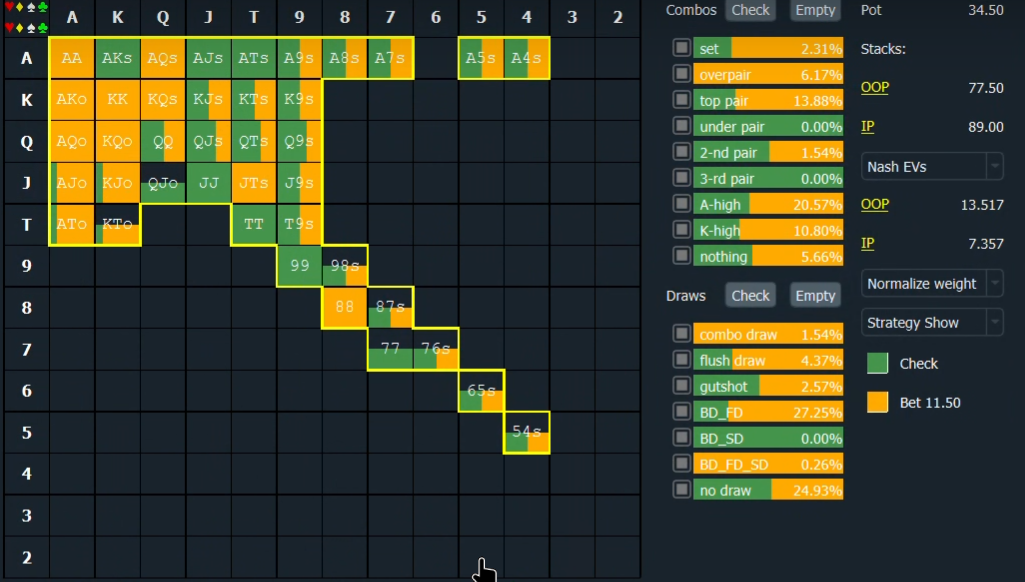 Combos Check Empty Pot 34.50
♥ ♦ ♠ ♣ A K Q J T 9 8 7 6 5 4 3 2
♥ ♦ ♠ ♣
A AA AKs AQs AJs ATs A9s A8s A7s A5s A4s
K AKo KK KQs KJs KTs K9s
Q AQo KQo QQ QJs QTs Q9s
J AJo KJo QJo JJ JTs J9s
T ATo KTo TT T9s
9 99 98s
8 88 87s
7 77 76s
6 65s
5 54s
4
3
2
set 2.31%
overpair 6.17%
top pair 13.88%
under pair 0.00%
2-nd pair 1.54%
3-rd pair 0.00%
A-high 20.57%
K-high 10.80%
nothing 5.66%
Draws Check Empty
combo draw 1.54%
flush draw 4.37%
gutshot 2.57%
BD_FD 27.25%
BD_SD 0.00%
BD_FD_SD 0.26%
no draw 24.93%
Stacks:
OOP 77.50
IP 89.00
Nash EVs
OOP 13.517
IP 7.357
Normalize weight
Strategy Show
Check
Bet 11.50